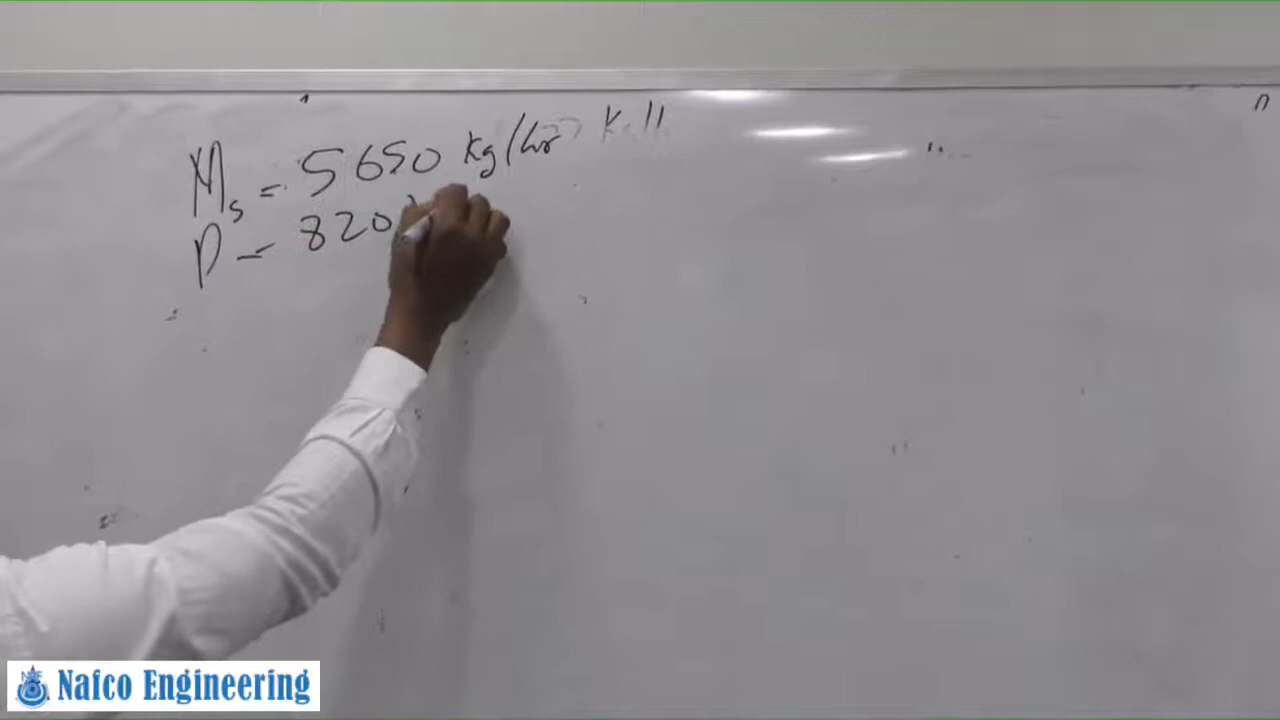 Ms = 5650 Kg/hr
P = 820
Nafco Engineering